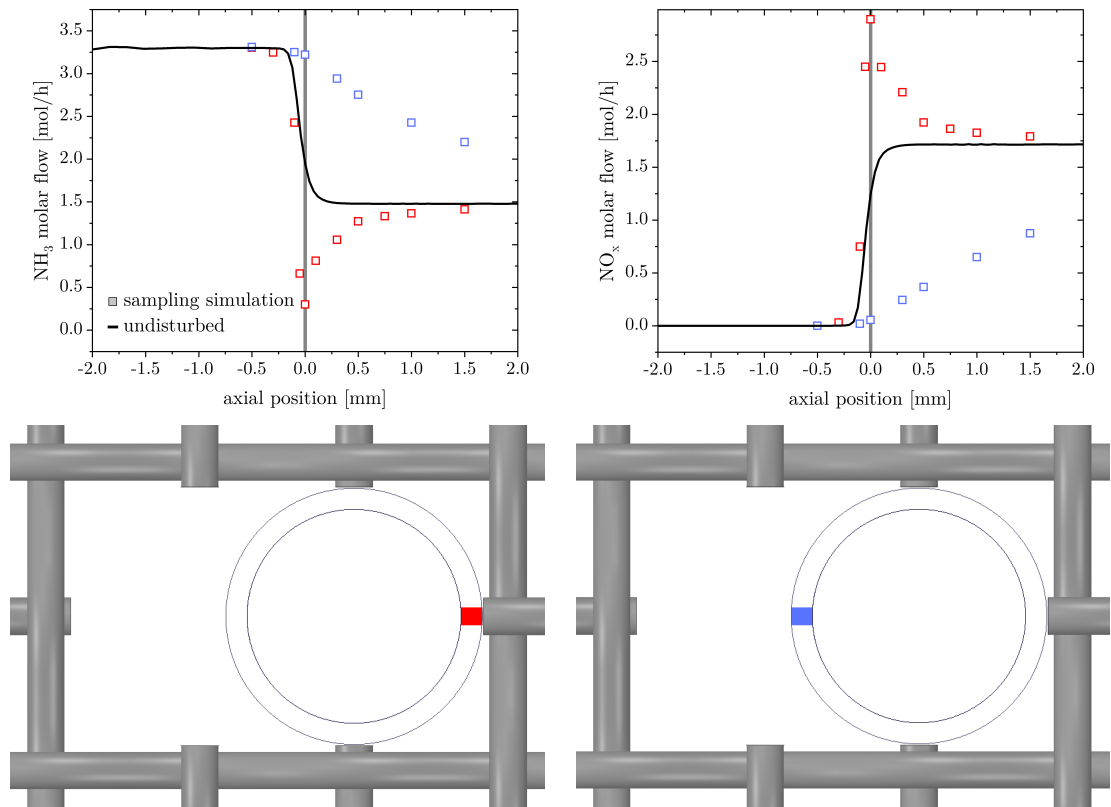 NH₃ molar flow [mol/h]
3.5
3.0
2.5
2.0
1.5
1.0
0.5
0.0
sampling simulation
undisturbed
-2.0 -1.5 -1.0 -0.5 0.0 0.5 1.0 1.5 2.0
axial position [mm]
NOₓ molar flow [mol/h]
2.5
2.0
1.5
1.0
0.5
0.0
-2.0 -1.5 -1.0 -0.5 0.0 0.5 1.0 1.5 2.0
axial position [mm]